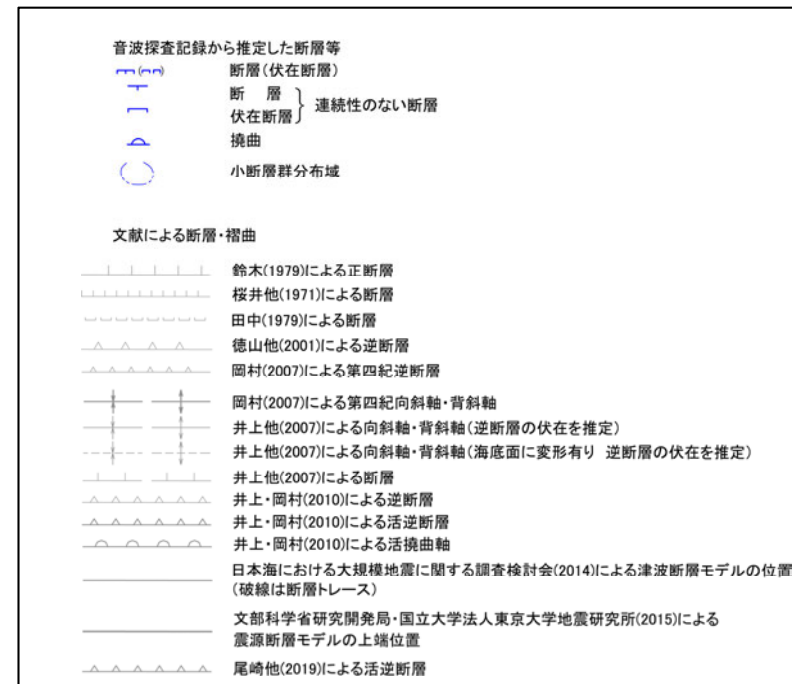 音波探査記録から推定した断層等
断層(伏在断層)
断　層
伏在断層
連続性のない断層
撓曲
小断層群分布域
文献による断層・褶曲
鈴木(1979)による正断層
桜井他(1971)による断層
田中(1979)による断層
徳山他(2001)による逆断層
岡村(2007)による第四紀逆断層
岡村(2007)による第四紀向斜軸・背斜軸
井上他(2007)による向斜軸・背斜軸(逆断層の伏在を推定)
井上他(2007)による向斜軸・背斜軸(海底面に変形有り 逆断層の伏在を推定)
井上他(2007)による断層
井上・岡村(2010)による逆断層
井上・岡村(2010)による活逆断層
井上・岡村(2010)による活撓曲軸
日本海における大規模地震に関する調査検討会(2014)による津波断層モデルの位置
(破線は断層トレース)
文部科学省研究開発局・国立大学法人東京大学地震研究所(2015)による
震源断層モデルの上端位置
尾崎他(2019)による活逆断層